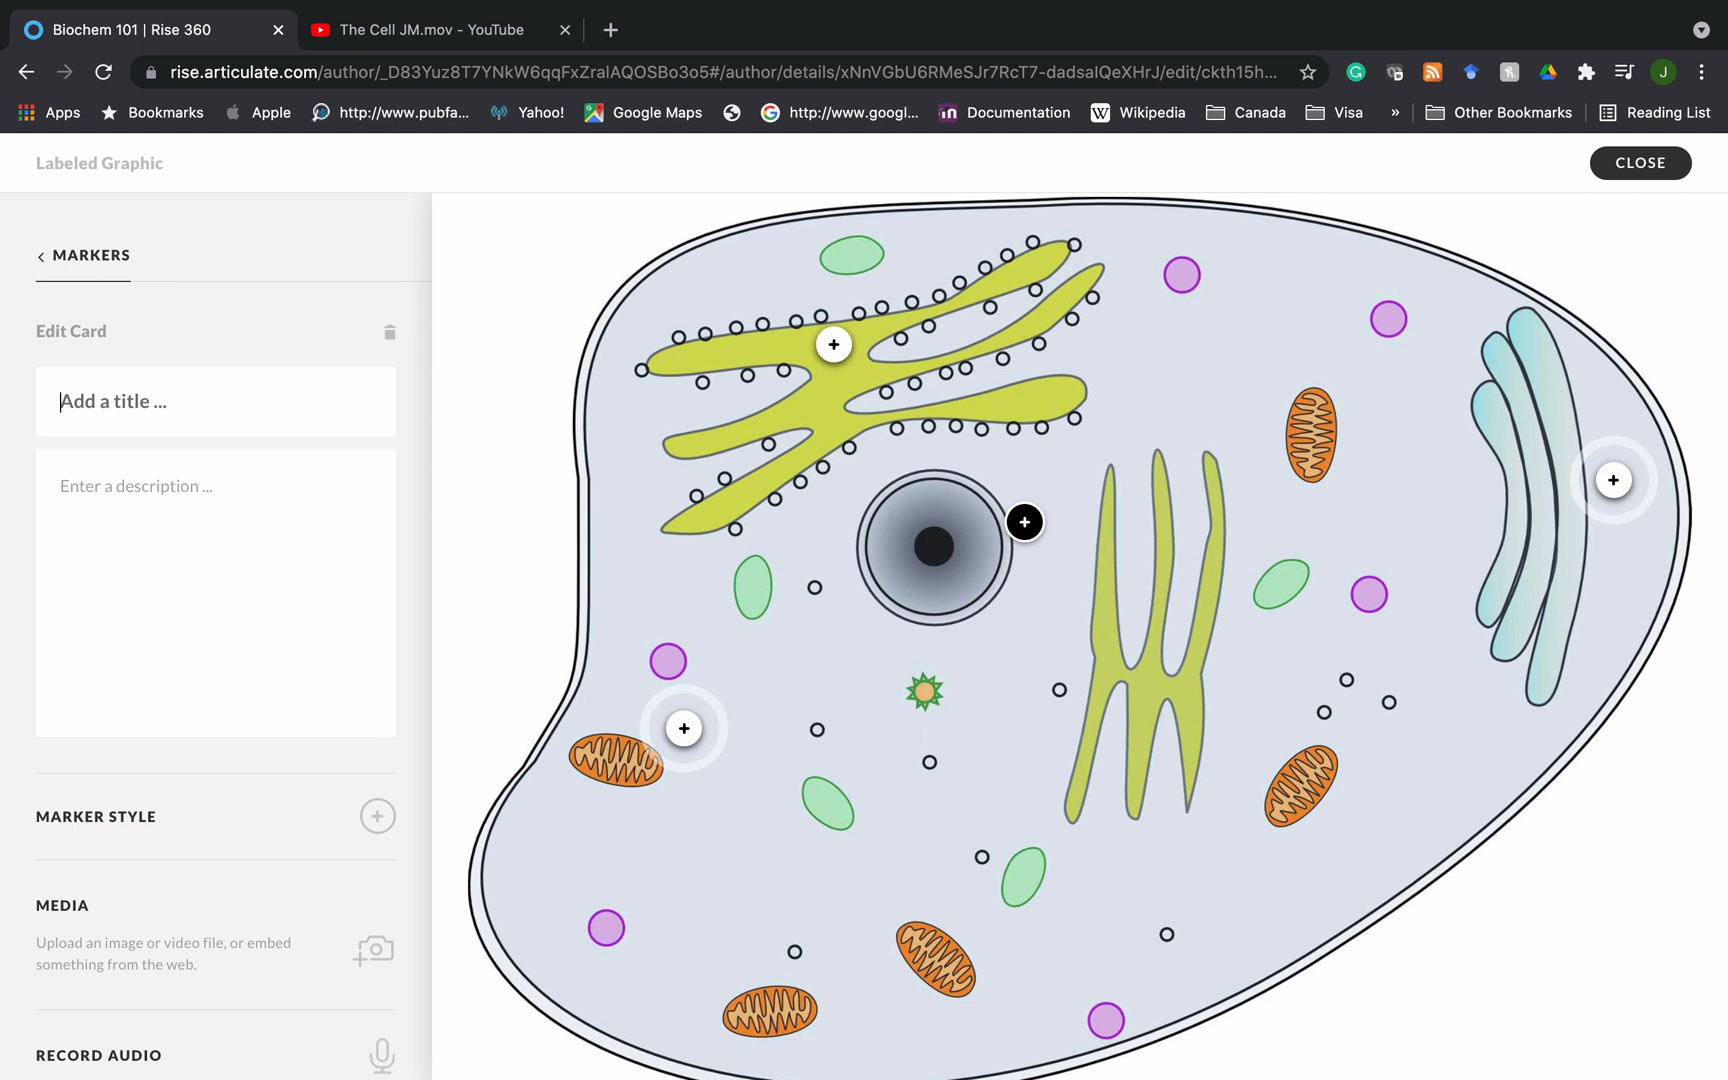 Biochem 101 | Rise 360
The Cell JM.mov - YouTube
rise.articulate.com/author/_D83Yuz8T7YNkW6qqFxZralAQOSBo3o5#/author/details/xNnVGbU6RMeSJr7RcT7-dadsalQeXHrJ/edit/ckth15h...
J
Apps Bookmarks Apple http://www.pubfa... Yahoo! Google Maps http://www.googl... in Documentation W Wikipedia Canada Visa » Other Bookmarks Reading List
Labeled Graphic
CLOSE
MARKERS
Edit Card
Add a title ...
Enter a description ...
MARKER STYLE
MEDIA
Upload an image or video file, or embed
something from the web.
RECORD AUDIO